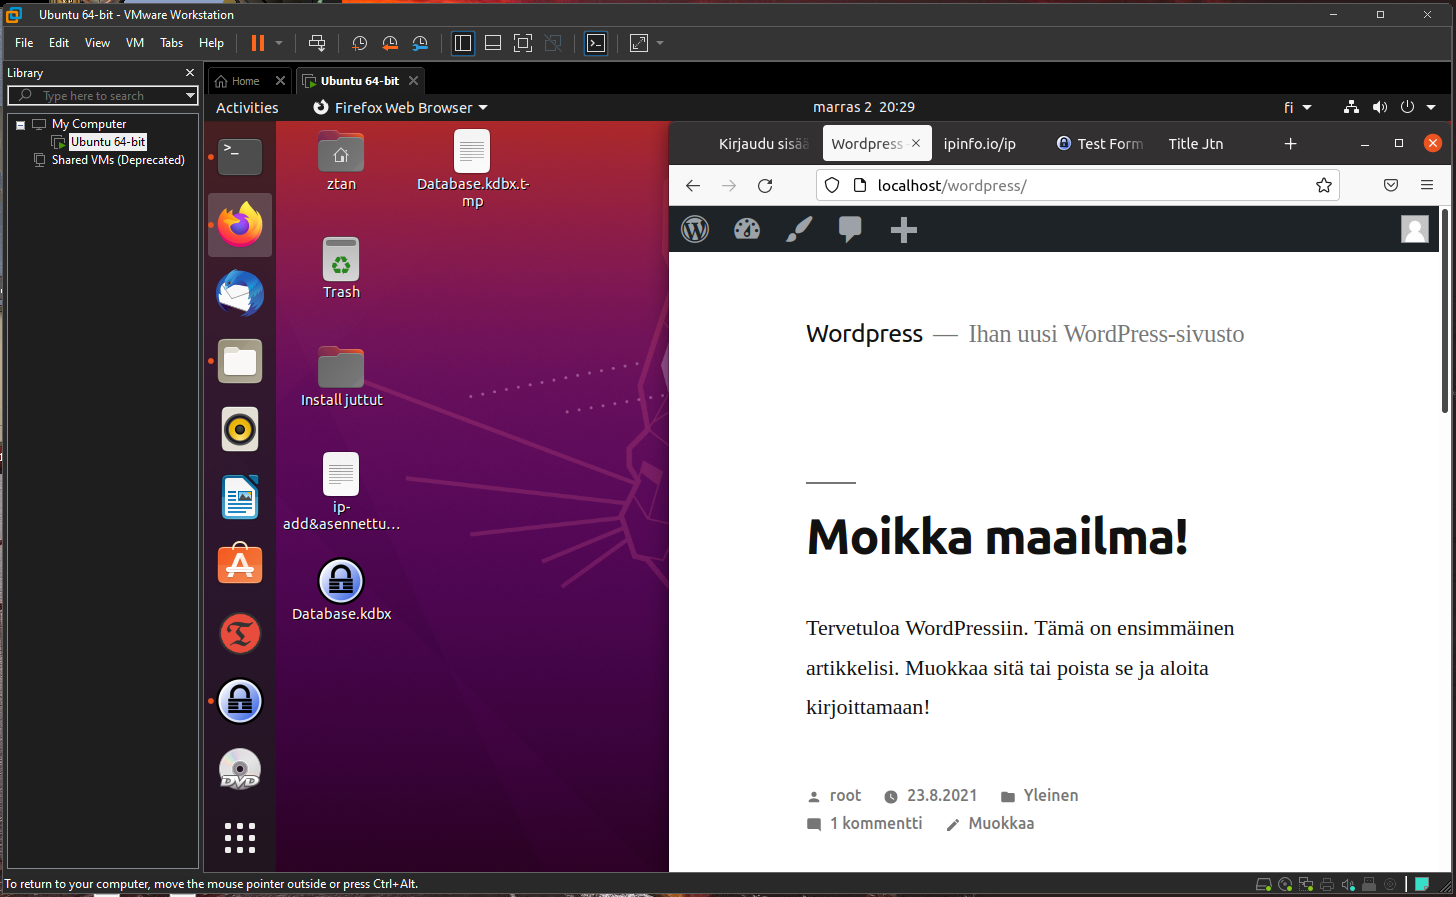 Ubuntu 64-bit - VMware Workstation
File Edit View VM Tabs Help
Library
Type here to search
My Computer
Ubuntu 64-bit
Shared VMs (Deprecated)
Home
Ubuntu 64-bit
Activities
Firefox Web Browser
marras 2 20:29
fi
ztan
Database.kdbx.t-
mp
Trash
Install juttut
ip-
add&asennettu…
Database.kdbx
DVD
Kirjaudu sisää
Wordpress
ipinfo.io/ip
Test Form
Title Jtn
localhost/wordpress/
Wordpress — Ihan uusi WordPress-sivusto
Moikka maailma!
Tervetuloa WordPressiin. Tämä on ensimmäinen
artikkelisi. Muokkaa sitä tai poista se ja aloita
kirjoittamaan!
root 23.8.2021 Yleinen
1 kommentti Muokkaa
To return to your computer, move the mouse pointer outside or press Ctrl+Alt.